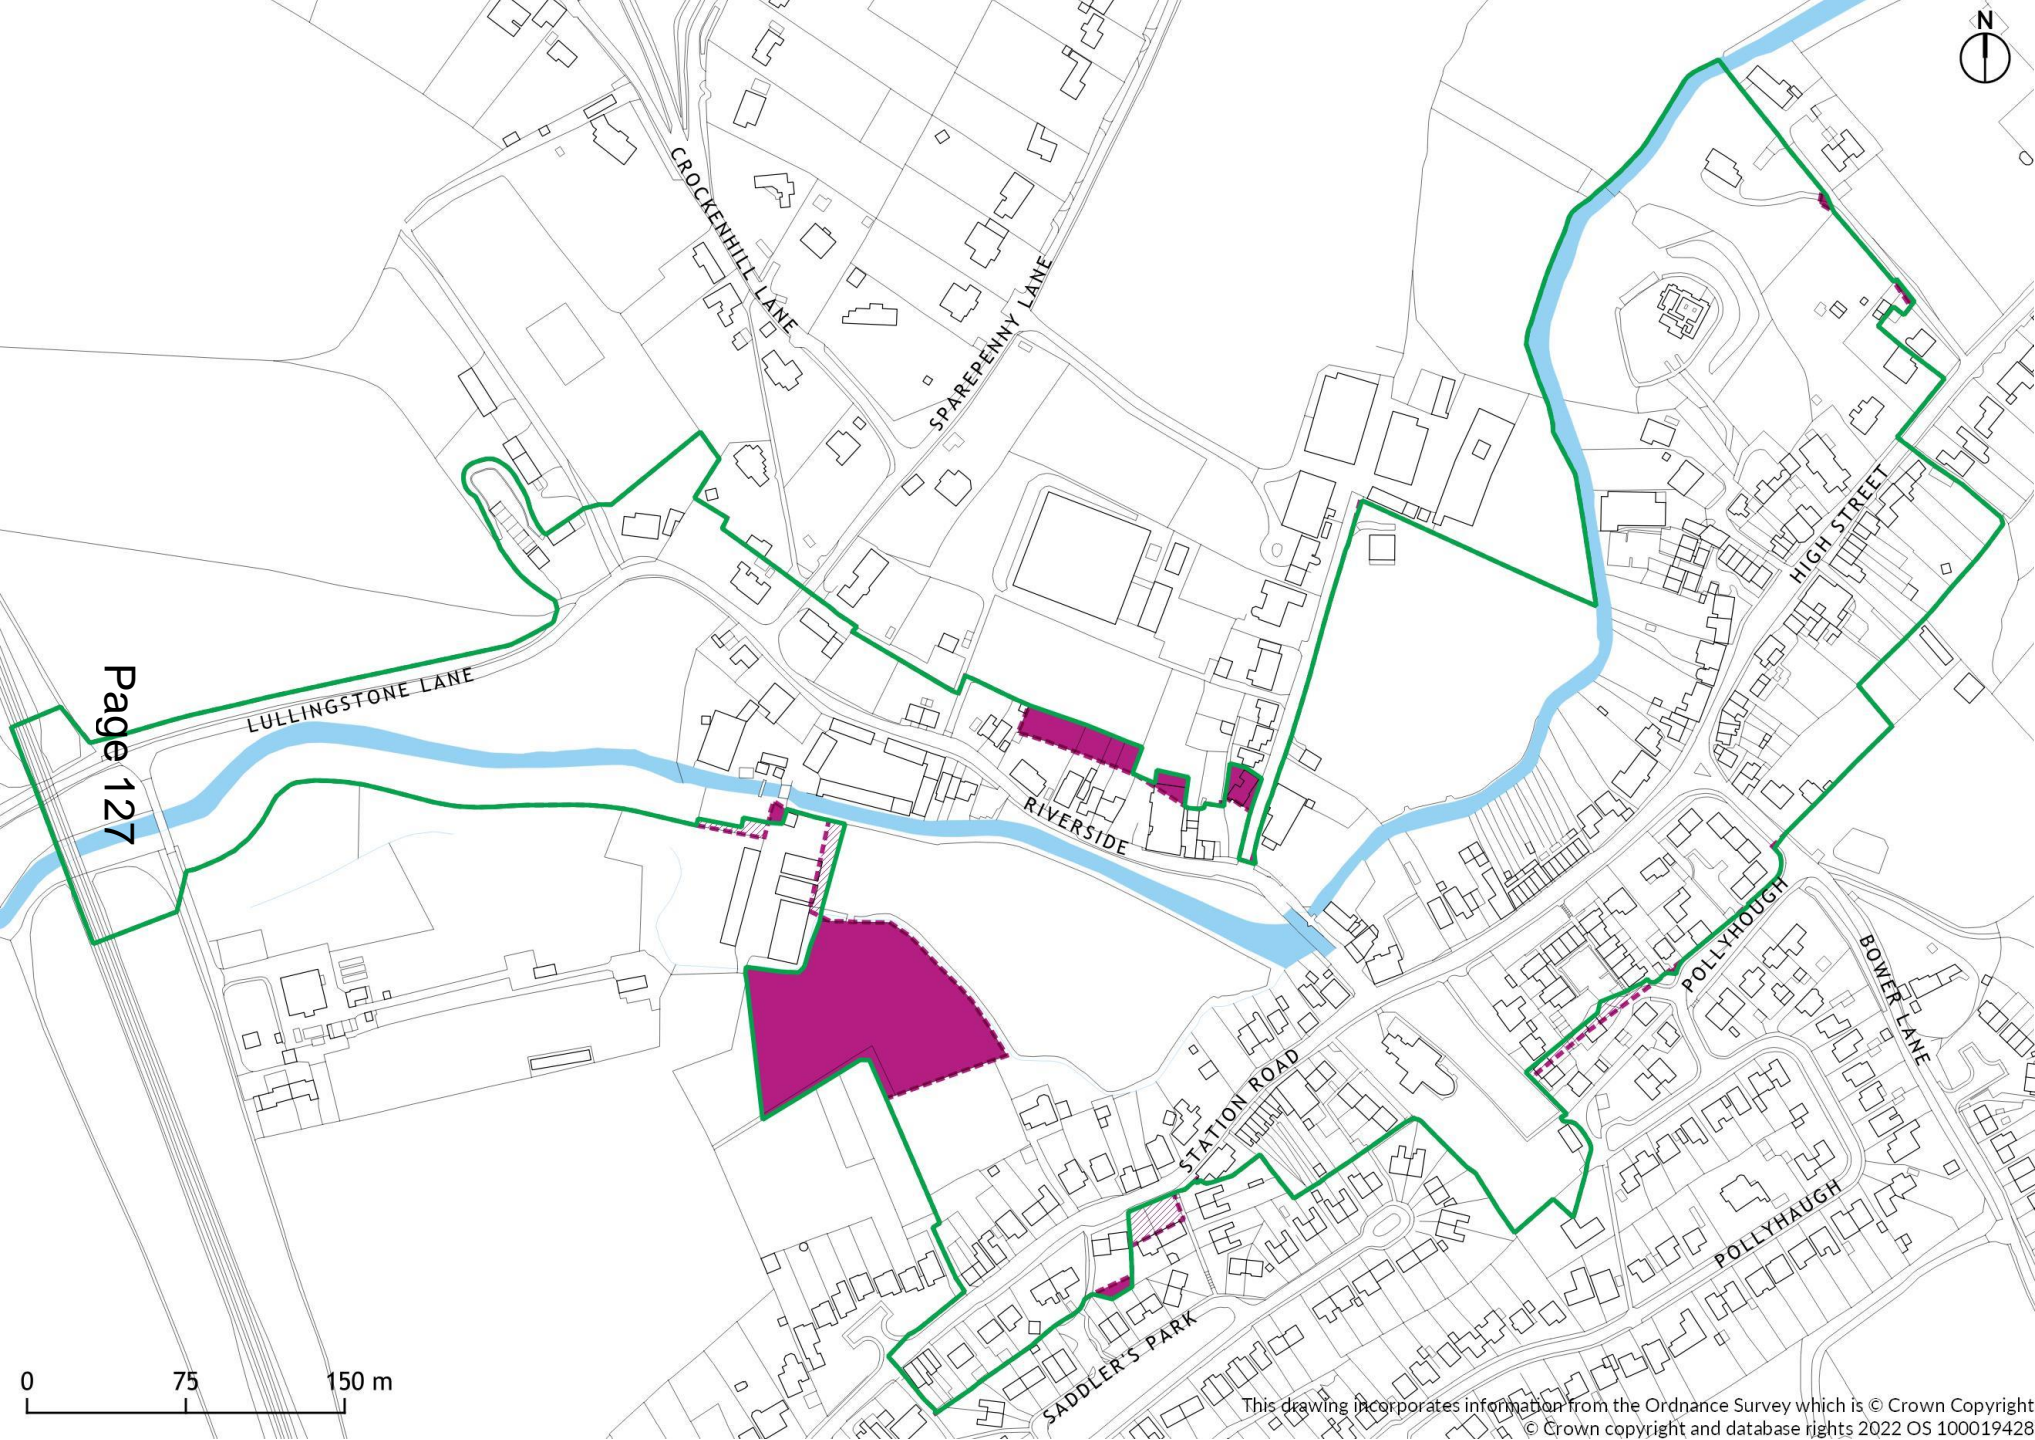 N
CROCKENHILL LANE
SPAREPENNY LANE
HIGH STREET
LULLINGSTONE LANE
Page 127
RIVERSIDE
POLLYHOUGH
BOWER LANE
STATION ROAD
POLLYHAUGH
SADDLER'S PARK
0 75 150 m
This drawing incorporates information from the Ordnance Survey which is © Crown Copyright
© Crown copyright and database rights 2022 OS 100019428